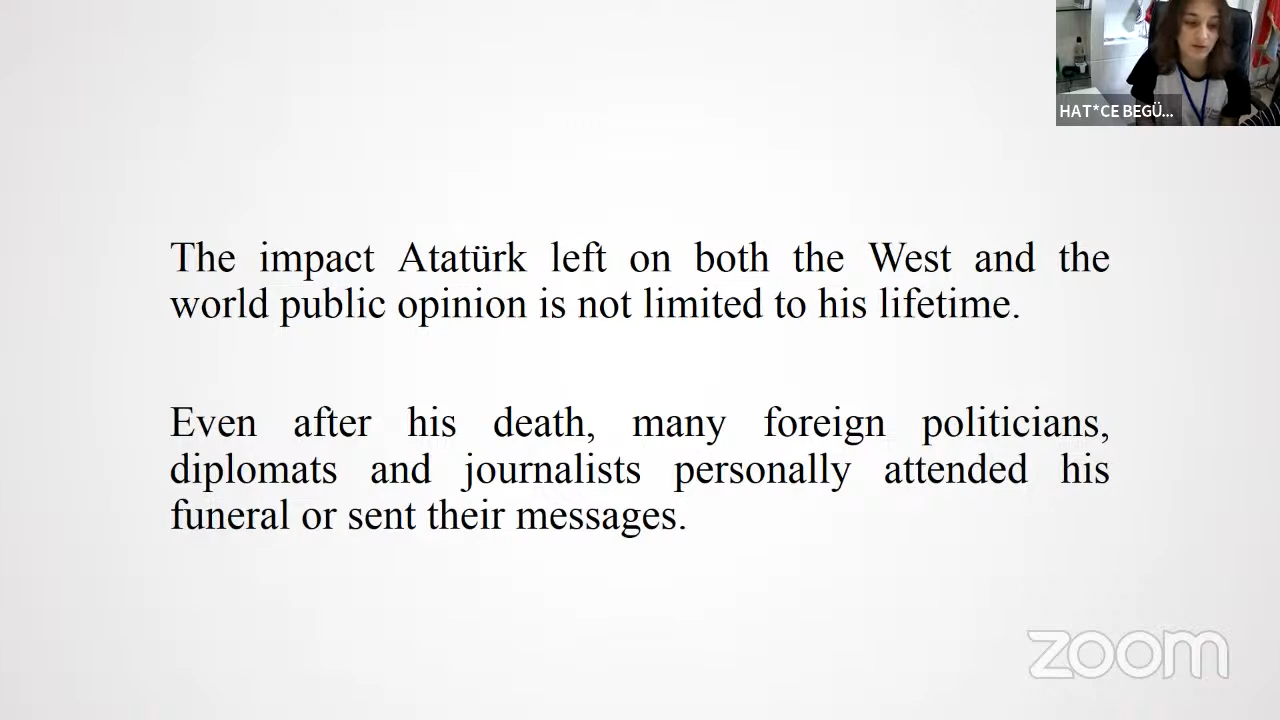 HAT*CE BEGÜ...
The impact Atatürk left on both the West and the
world public opinion is not limited to his lifetime.
Even after his death, many foreign politicians,
diplomats and journalists personally attended his
funeral or sent their messages.
zoom